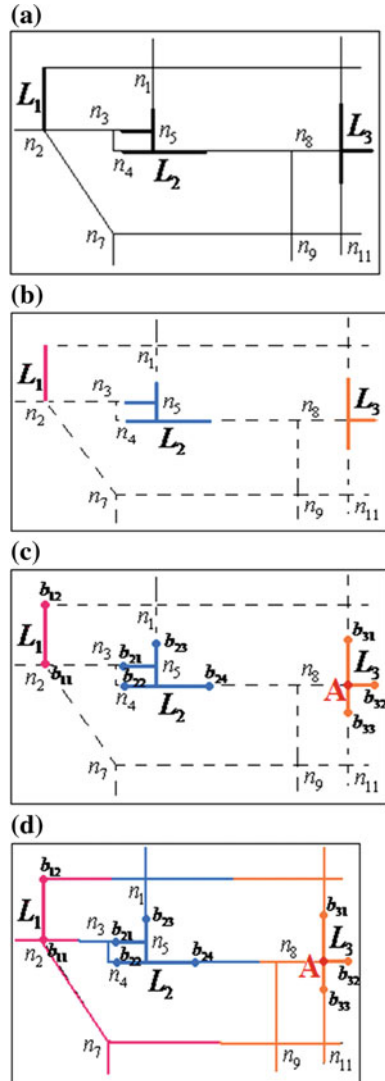 (a)
n1
L1
n3
n5
n8
L3
n2
n4
L2
n7
n9
n11
(b)
n1
L1
n3
n5
n8
L3
n2
n4
L2
n7
n9
n11
(c)
b12
n1
b23
b31
L1
n3
b21
n5
n8
L3
n2
b11
b22
b24
A
b32
n4
L2
b33
n7
n9
n11
(d)
b12
n1
b23
b31
L1
n3
b21
n5
n8
L3
n2
b11
b22
b24
A
b32
n4
L2
b33
n7
n9
n11